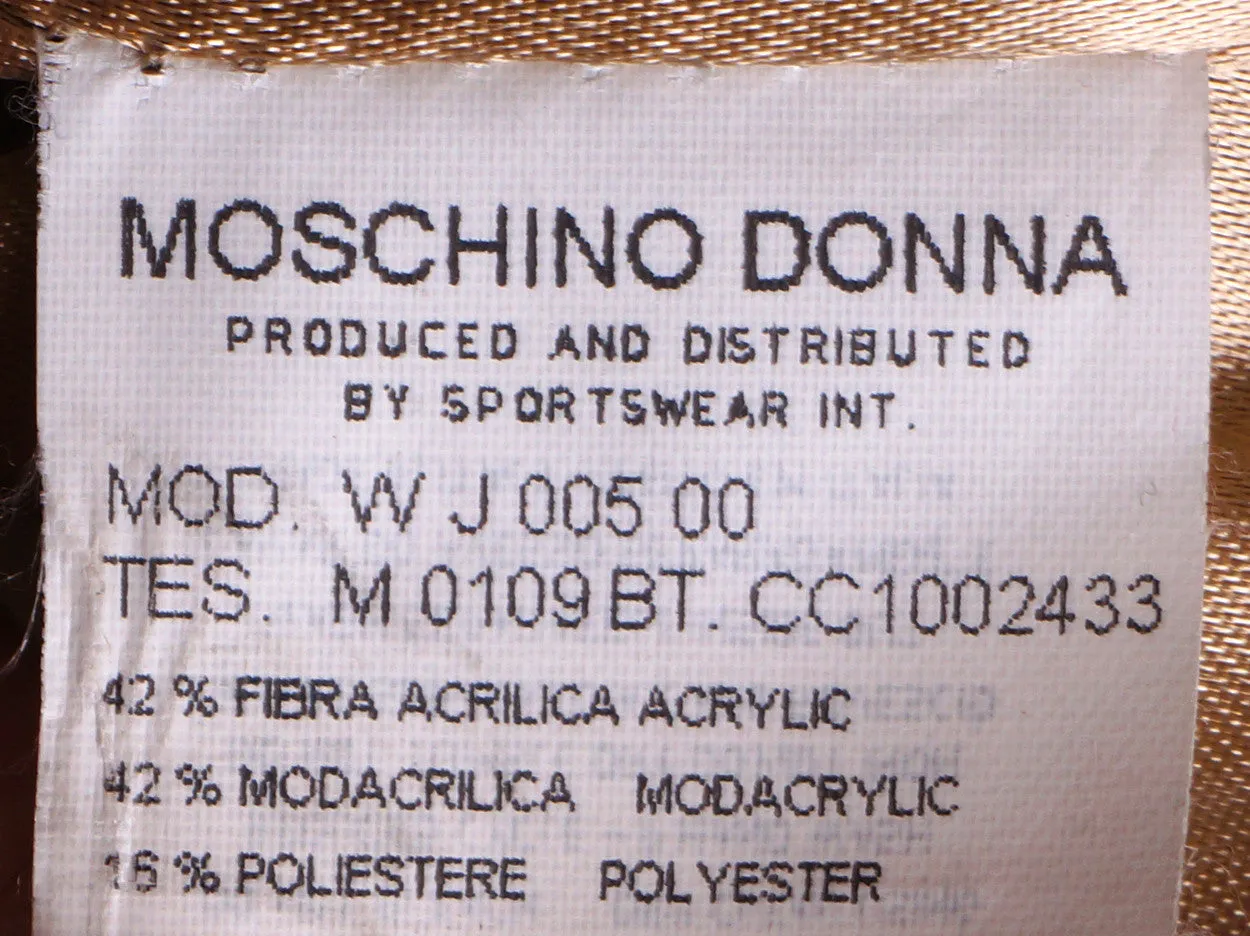 MOSCHINO DONNA
PRODUCED AND DISTRIBUTED
BY SPORTSWEAR INT.
MOD. W J 005 00
TES. M 0109 BT. CC1002433
42 % FIBRA ACRILICA ACRYLIC
42 % MODACRILICA MODACRYLIC
16 % POLIESTERE POLYESTER